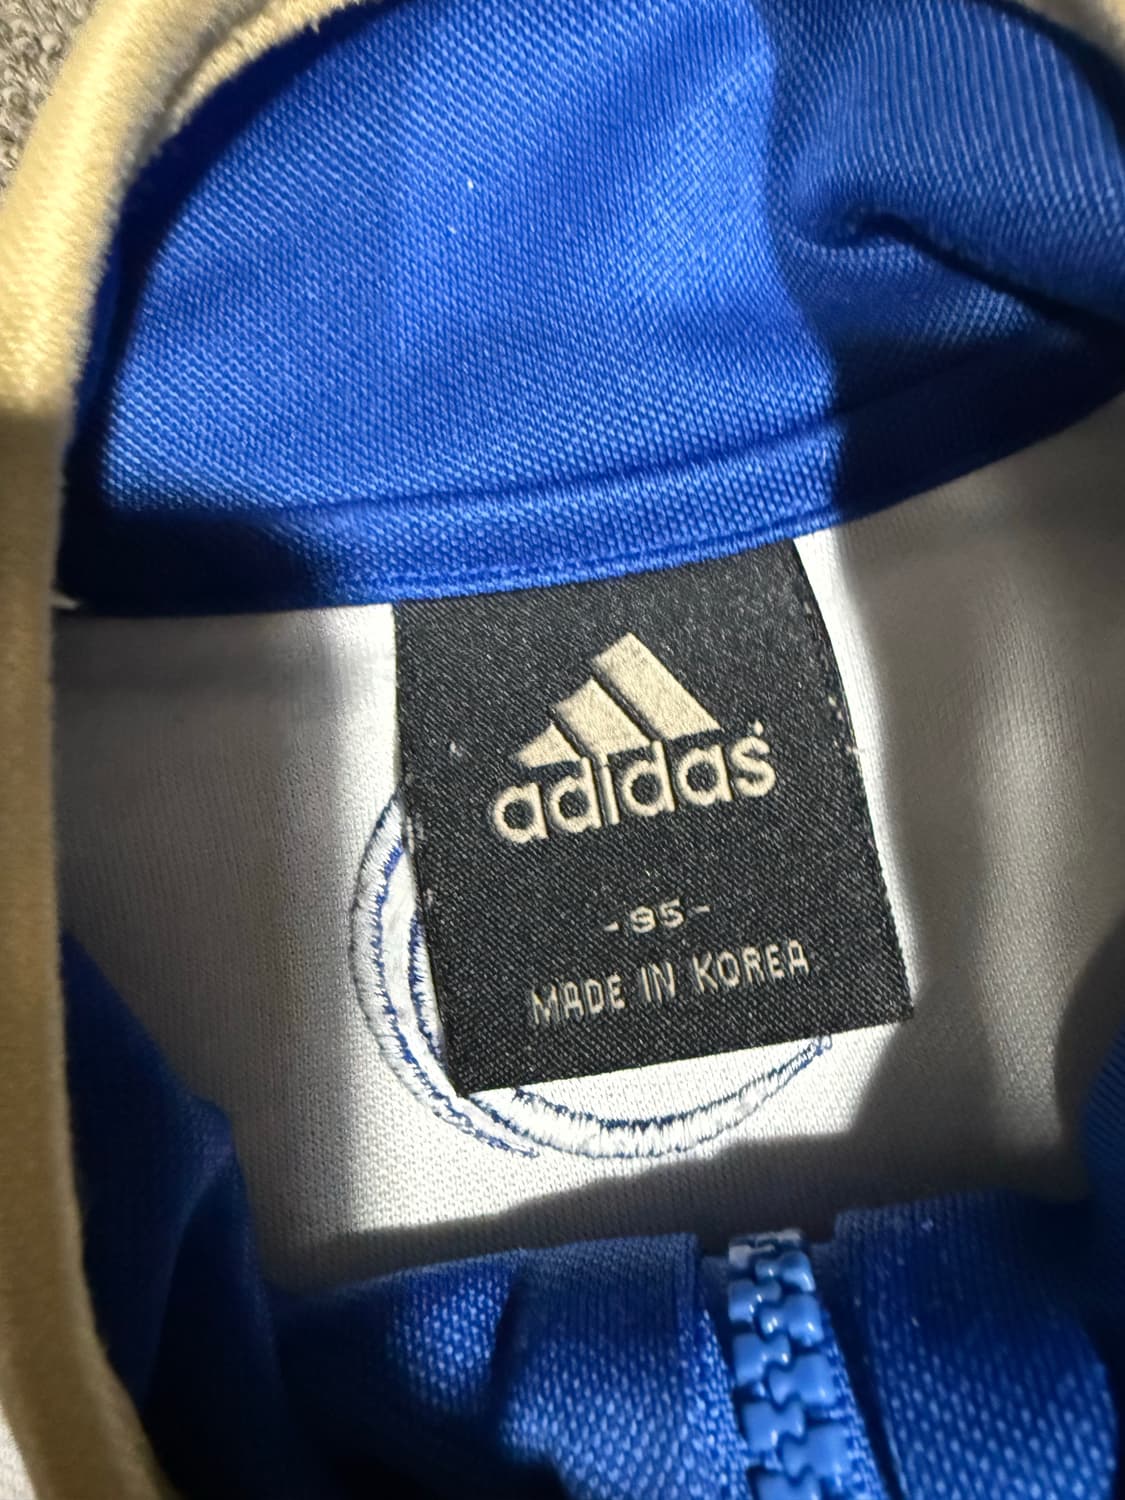 adidas
-95-
MADE IN KOREA